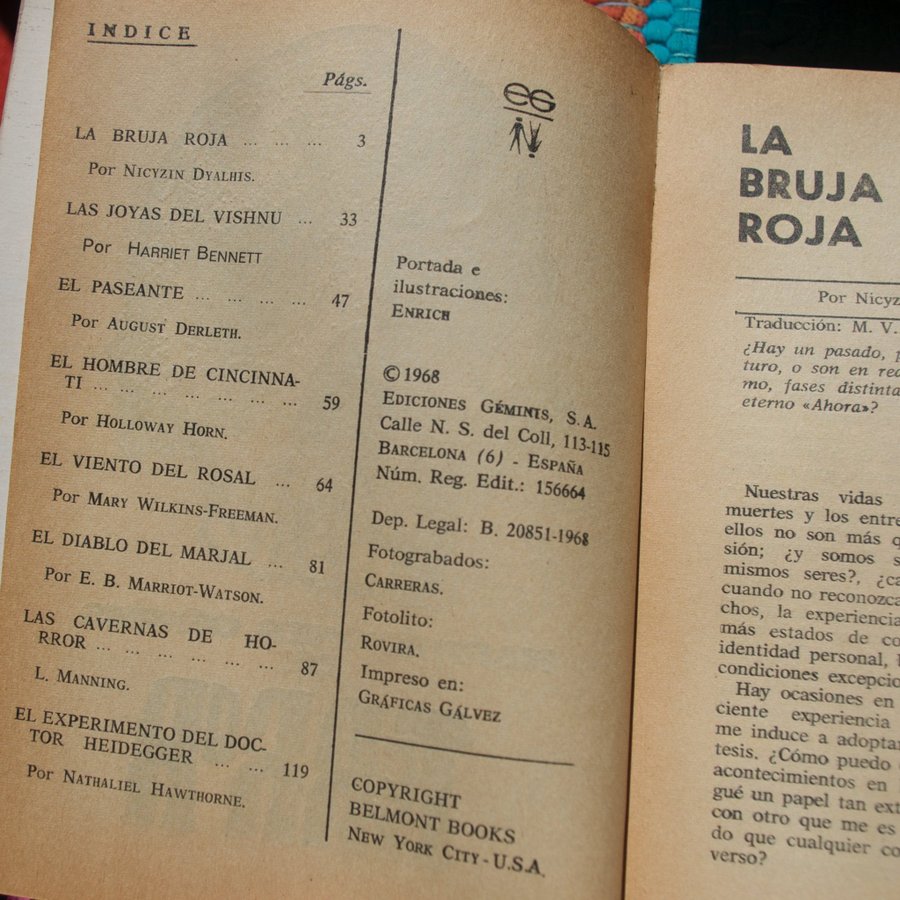 INDICE
Págs.
LA BRUJA ROJA ... ... ... 3
Por Nicyzin Dyalhis.
LAS JOYAS DEL VISHNU ... 33
Por Harriet Bennett
EL PASEANTE ... ... ... ... 47
Por August Derleth.
EL HOMBRE DE CINCINNA-
TI ... ... ... ... ... ... ... 59
Por Holloway Horn.
EL VIENTO DEL ROSAL ... 64
Por Mary Wilkins-Freeman.
EL DIABLO DEL MARJAL ... 81
Por E. B. Marriot-Watson.
LAS CAVERNAS DE HO-
RROR ... ... ... ... ... ... 87
L. Manning.
EL EXPERIMENTO DEL DOC-
TOR HEIDEGGER ... ... 119
Por Nathaliel Hawthorne.
eG
Portada e
ilustraciones:
Enrich
© 1968
Ediciones Géminis, S.A.
Calle N. S. del Coll, 113-115
Barcelona (6) - España
Núm. Reg. Edit.: 156664
Dep. Legal: B. 20851-1968
Fotograbados:
Carreras.
Fotolito:
Rovira.
Impreso en:
Gráficas Gálvez
COPYRIGHT
BELMONT BOOKS
New York City - U.S.A.
LA
BRUJA
ROJA
Por Nicyz
Traducción: M. V.
¿Hay un pasado, p
turo, o son en rea
mo, fases distinta
eterno «Ahora»?
Nuestras vidas
muertes y los entre
ellos no son más q
sión; ¿y somos s
mismos seres?, ¿ca
cuando no reconozca
chos, la experiencia
más estados de co
identidad personal, l
condiciones excepcio
Hay ocasiones en
ciente experiencia
me induce a adoptar
tesis. ¿Cómo puedo
acontecimientos en
gué un papel tan ext
con otro que me es
do que cualquier co
verso?